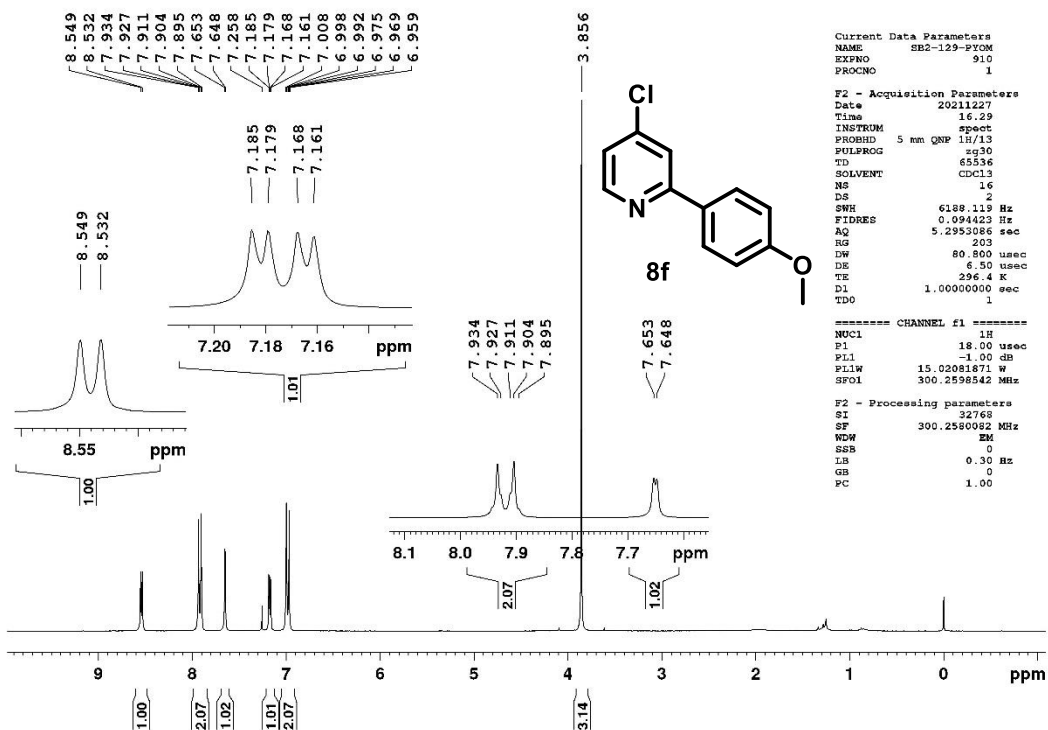 8.549
8.532
7.934
7.927
7.911
7.904
7.895
7.653
7.648
7.258
7.185
7.179
7.168
7.161
7.008
6.998
6.992
6.975
6.969
6.959
3.856
Current Data Parameters
NAME SB2-129-PYOM
EXPNO 910
PROCNO 1
F2 - Acquisition Parameters
Date 20211227
Time 16.29
INSTRUM spect
PROBHD 5 mm QNP 1H/13
PULPROG zg30
TD 65536
SOLVENT CDCl3
NS 16
DS 2
SWH 6188.119 Hz
FIDRES 0.094423 Hz
AQ 5.2953086 sec
RG 203
DW 80.800 usec
DE 6.50 usec
TE 296.4 K
D1 1.00000000 sec
TD0 1
======== CHANNEL f1 ========
NUC1 1H
P1 18.00 usec
PL1 -1.00 dB
PL1W 15.02081871 W
SFO1 300.2598542 MHz
F2 - Processing parameters
SI 32768
SF 300.2580082 MHz
WDW EM
SSB 0
LB 0.30 Hz
GB 0
PC 1.00
Cl
N
O
8f
7.185
7.179
7.168
7.161
7.20 7.18 7.16 ppm
1.01
8.549
8.532
8.55 ppm
1.00
7.934
7.927
7.911
7.904
7.895
7.653
7.648
8.1 8.0 7.9 7.8 7.7 ppm
2.07
1.02
9 8 7 6 5 4 3 2 1 0 ppm
1.00
2.07
1.02
1.01
2.07
3.14